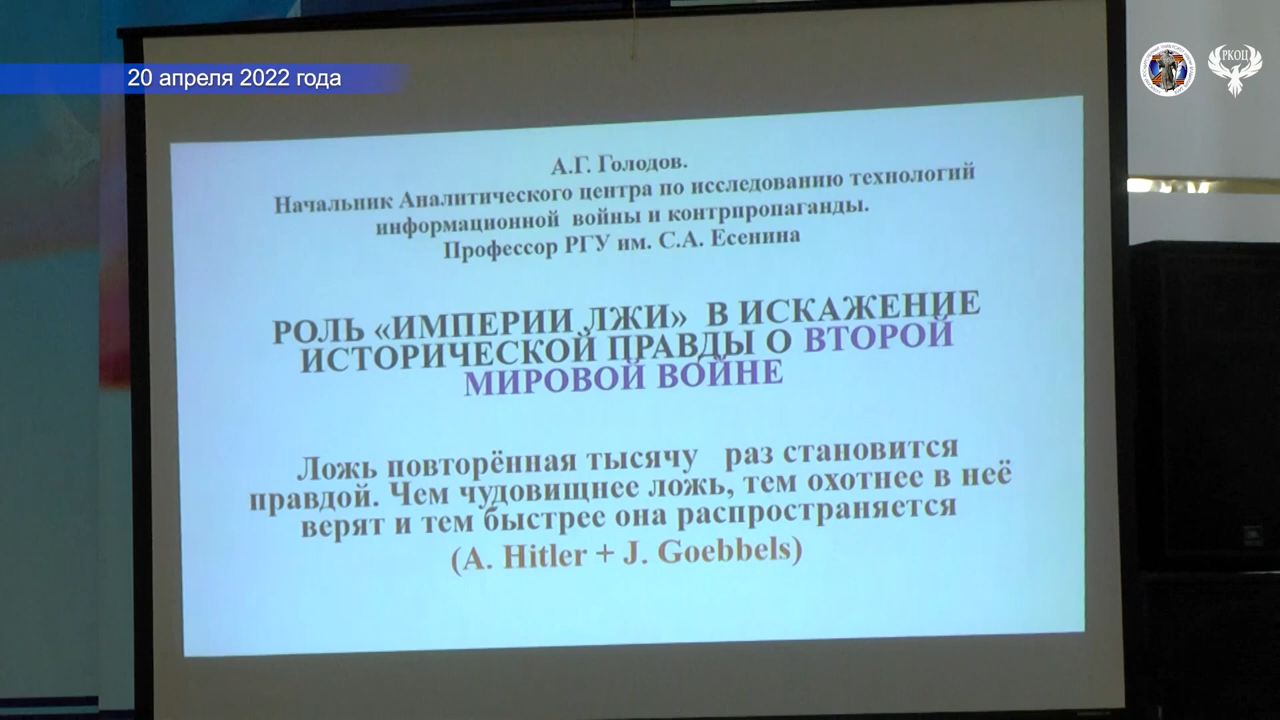 20 апреля 2022 года
РКОЦ
А.Г. Голодов.
Начальник Аналитического центра по исследованию технологий
информационной войны и контрпропаганды.
Профессор РГУ им. С.А. Есенина
РОЛЬ «ИМПЕРИИ ЛЖИ» В ИСКАЖЕНИЕ
ИСТОРИЧЕСКОЙ ПРАВДЫ О ВТОРОЙ
МИРОВОЙ ВОЙНЕ
Ложь повторённая тысячу раз становится
правдой. Чем чудовищнее ложь, тем охотнее в неё
верят и тем быстрее она распространяется
(A. Hitler + J. Goebbels)